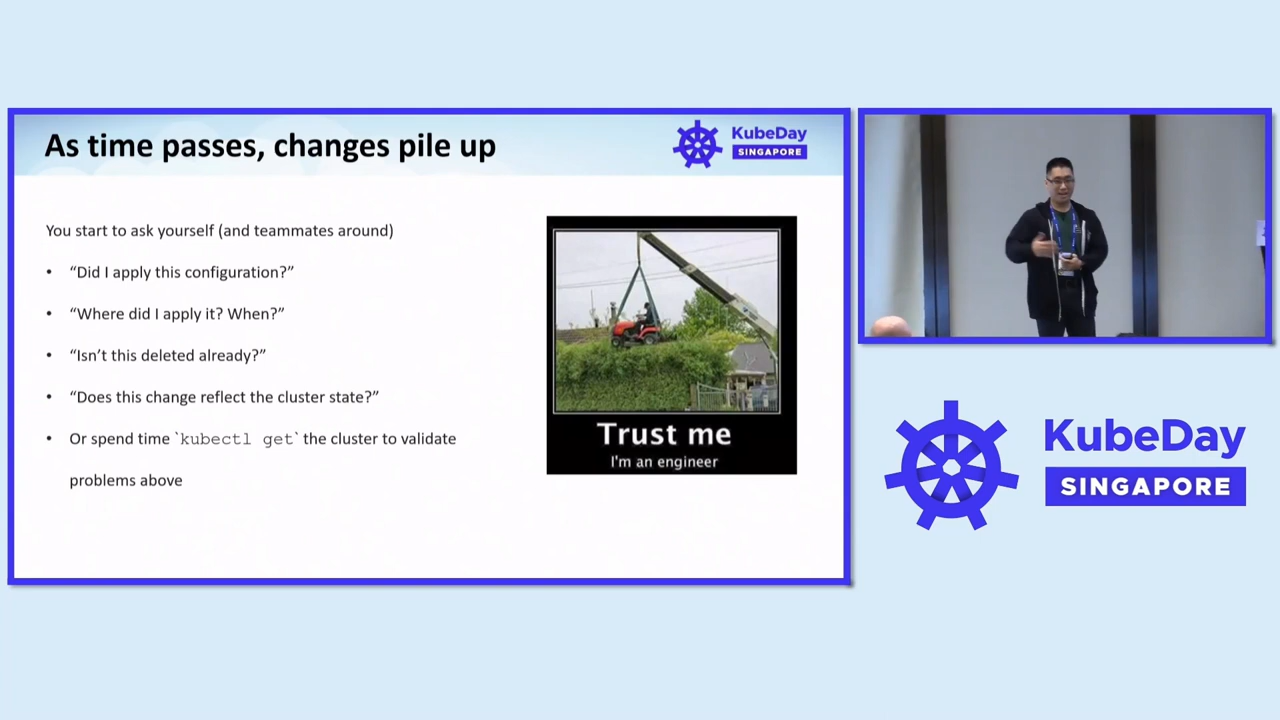 As time passes, changes pile up
KubeDay
SINGAPORE
You start to ask yourself (and teammates around)
• “Did I apply this configuration?”
• “Where did I apply it? When?”
• “Isn’t this deleted already?”
• “Does this change reflect the cluster state?”
• Or spend time `kubectl get` the cluster to validate
problems above
Trust me
I'm an engineer
KubeDay
SINGAPORE